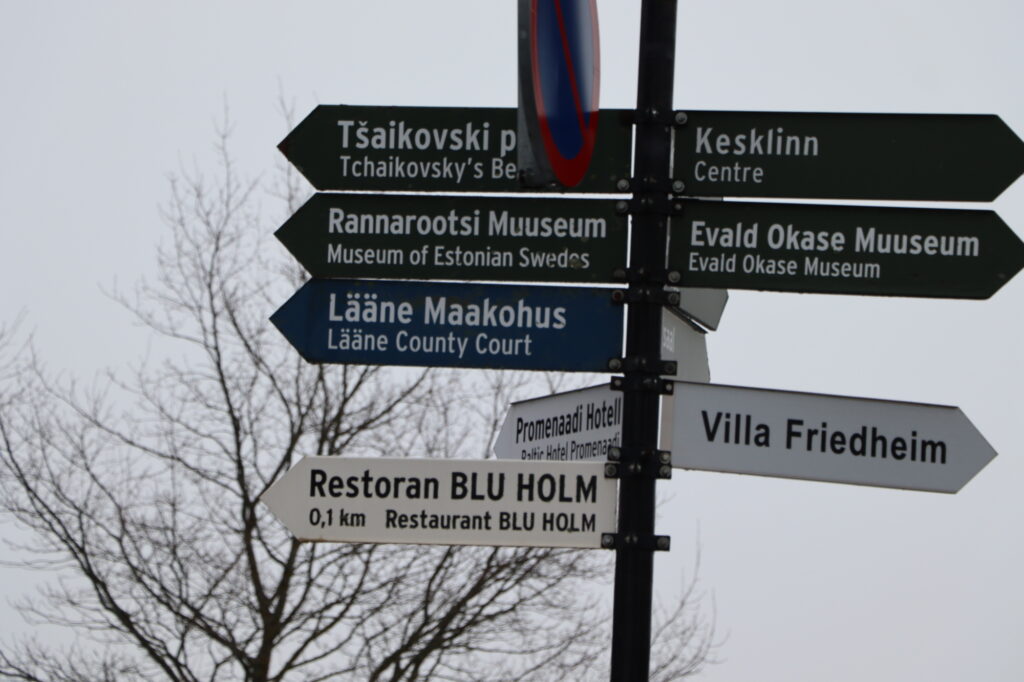 Tšaikovski
Tchaikovsky's
Rannarootsi Muuseum
Museum of Estonian Swedes
Lääne Maakohus
Lääne County Court
Promenaadi Hotell
Baltic Hotel Promenaadi
Restoran BLU HOLM
0,1 km Restaurant BLU HOLM
Kesklinn
Centre
Evald Okase Muuseum
Evald Okase Museum
Villa Friedheim